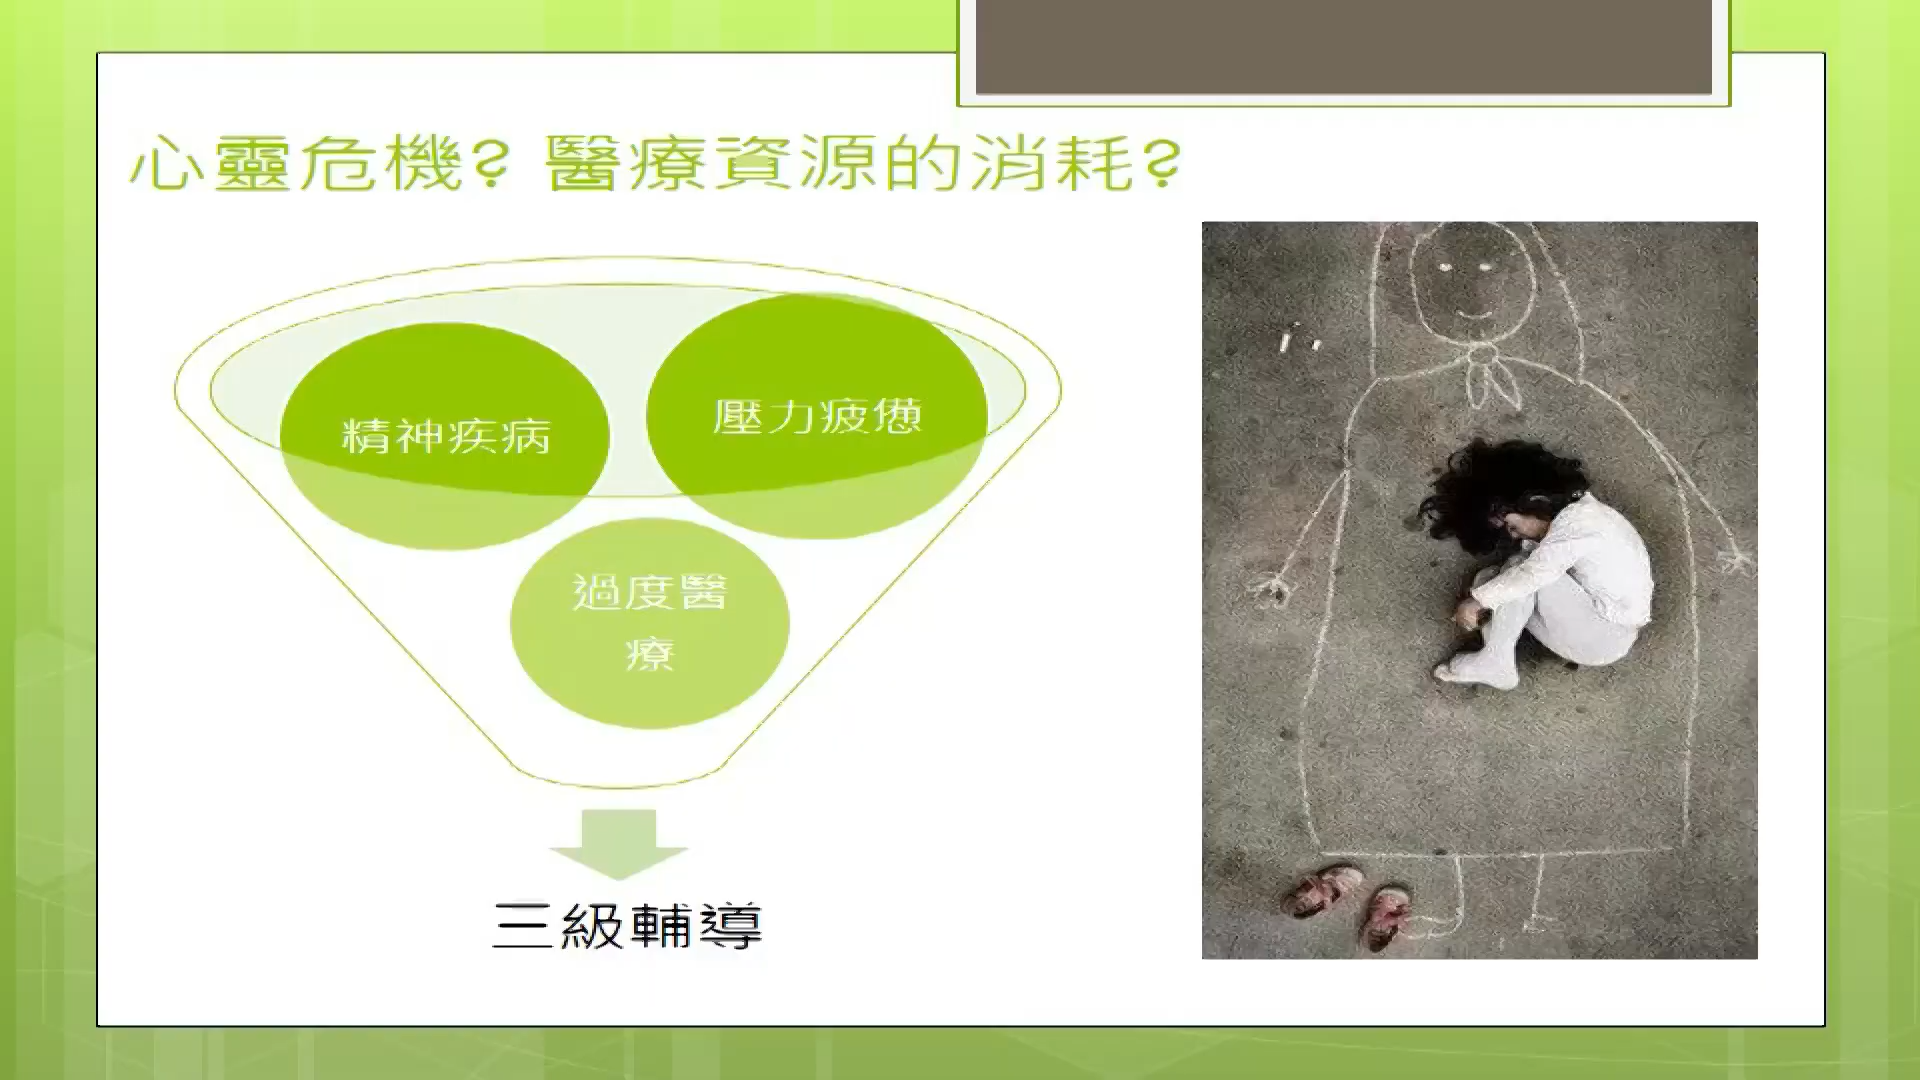 心靈危機? 醫療資源的消耗?
精神疾病
壓力疲憊
過度醫
療
三級輔導